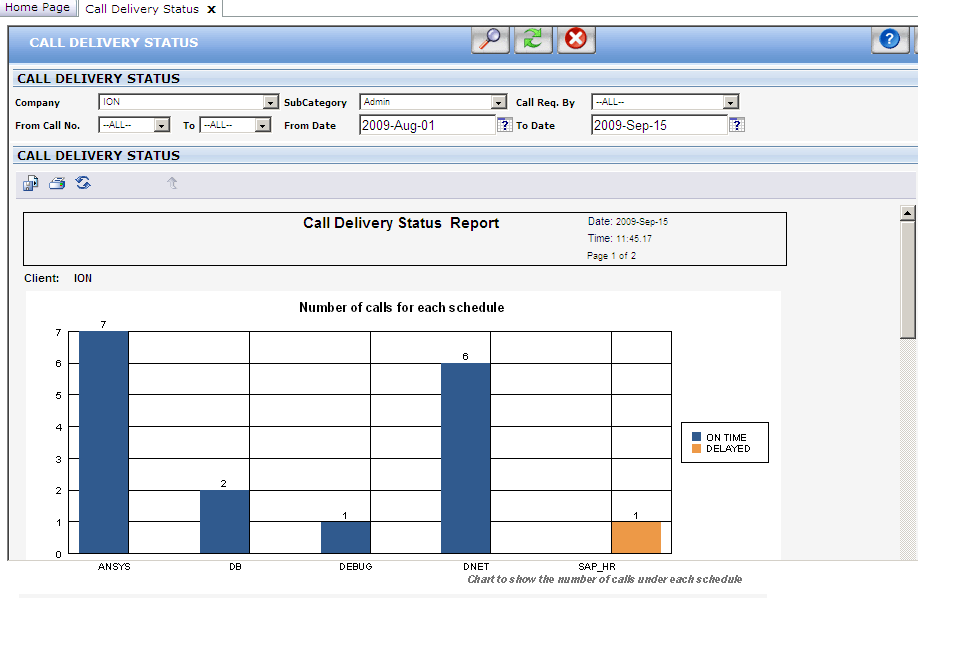 Home Page
Call Delivery Status x
CALL DELIVERY STATUS
?
CALL DELIVERY STATUS
Company ION SubCategory Admin Call Req. By --ALL--
From Call No. --ALL-- To --ALL-- From Date 2009-Aug-01 ? To Date 2009-Sep-15 ?
CALL DELIVERY STATUS
Call Delivery Status Report
Date: 2009-Sep-15
Time: 11:45.17
Page 1 of 2
Client: ION
Number of calls for each schedule
7
7
6
6
5
4
3
2
2
1
1
1
0
ON TIME
DELAYED
ANSYS DB DEBUG DNET SAP_HR
Chart to show the number of calls under each schedule